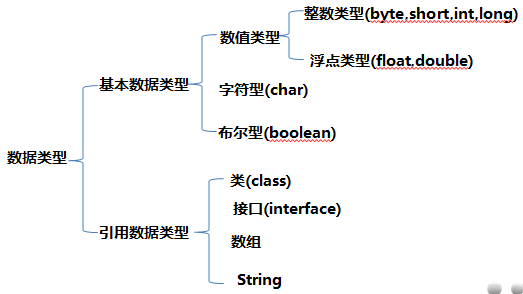 数据类型
基本数据类型
数值类型
整数类型(byte,short,int,long)
浮点类型(float,double)
字符型(char)
布尔型(boolean)
引用数据类型
类(class)
接口(interface)
数组
String